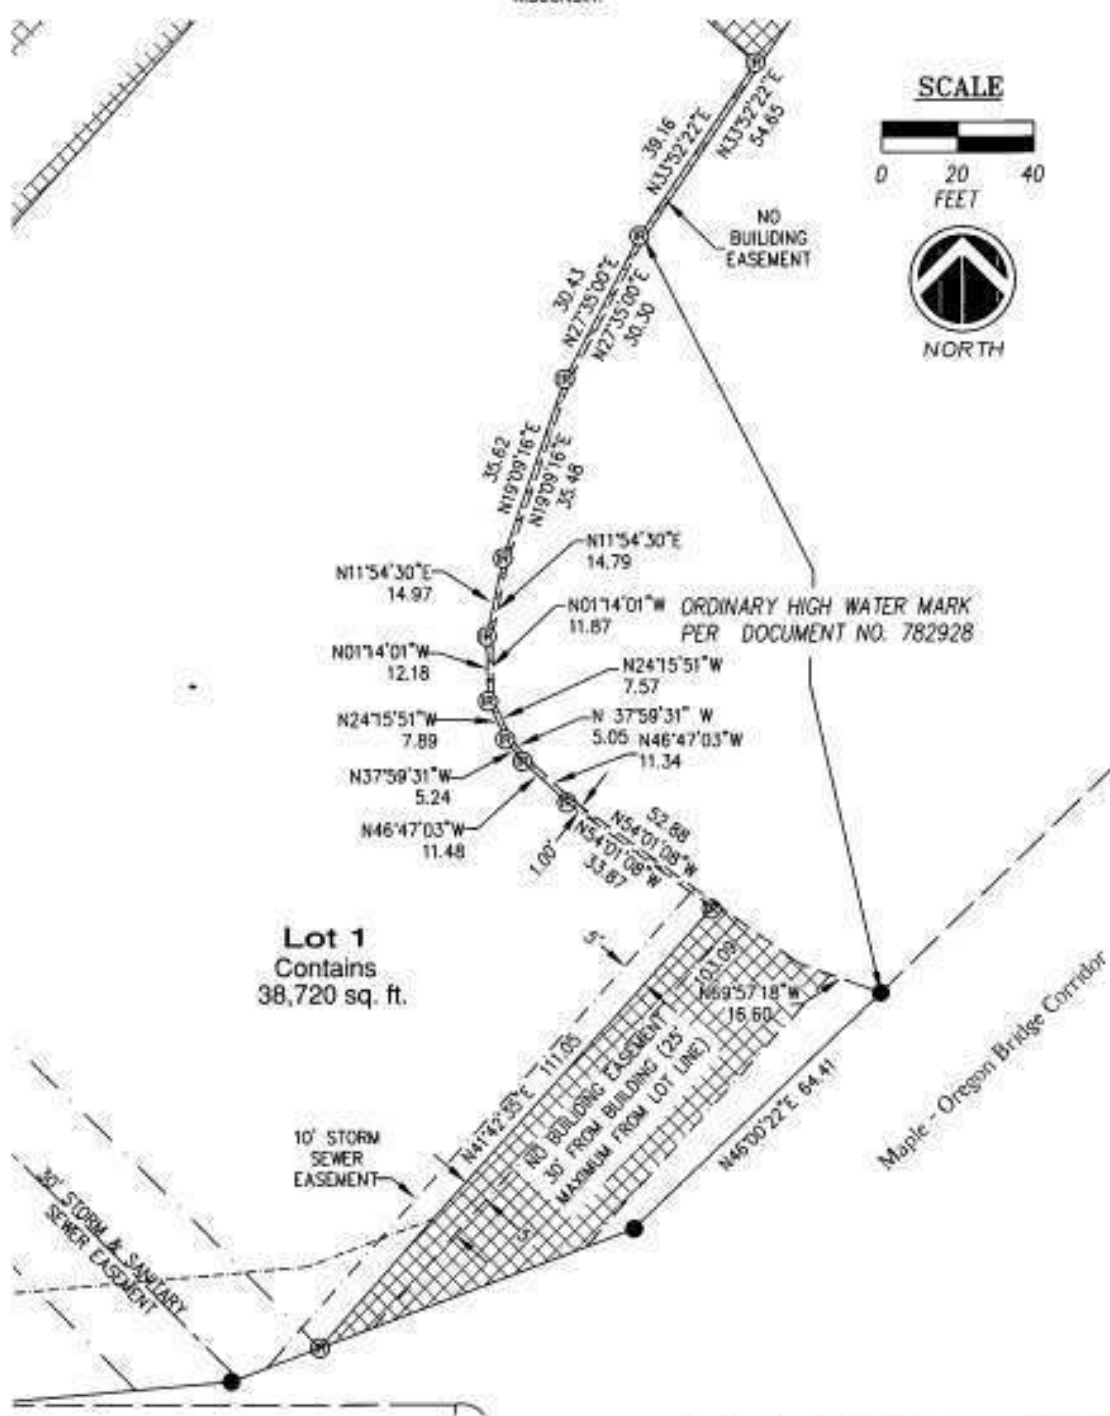 SCALE
0 20 40
FEET
NORTH
39.16
N33°52'22"E
N33°52'22"E
54.65
NO
BUILIDING
EASEMENT
30.43
N27°35'00"E
N27°35'00"E
30.30
35.62
N19°09'16"E
N19°09'16"E
35.48
N11°54'30"E
14.79
N11°54'30"E
14.97
N01°14'01"W
11.87
ORDINARY HIGH WATER MARK
PER DOCUMENT NO. 782928
N01°14'01"W
12.18
N24°15'51"W
7.57
N24°15'51"W
7.89
N 37°59'31" W
5.05
N46°47'03"W
11.34
N37°59'31"W
5.24
N46°47'03"W
11.48
1.00'
52.88
N54°01'08"W
N54°01'08"W
33.87
Lot 1
Contains
38,720 sq. ft.
5'
103.09
N69°57'18"W
16.60
N41°42'35"E 111.05
NO BUILDING EASEMENT
30' FROM BUILDING (25'
MAXIMUM FROM LOT LINE)
5'
N46°00'22"E 64.41
Maple - Oregon Bridge Corridor
10' STORM
SEWER
EASEMENT
30' STORM & SANITARY
SEWER EASEMENT